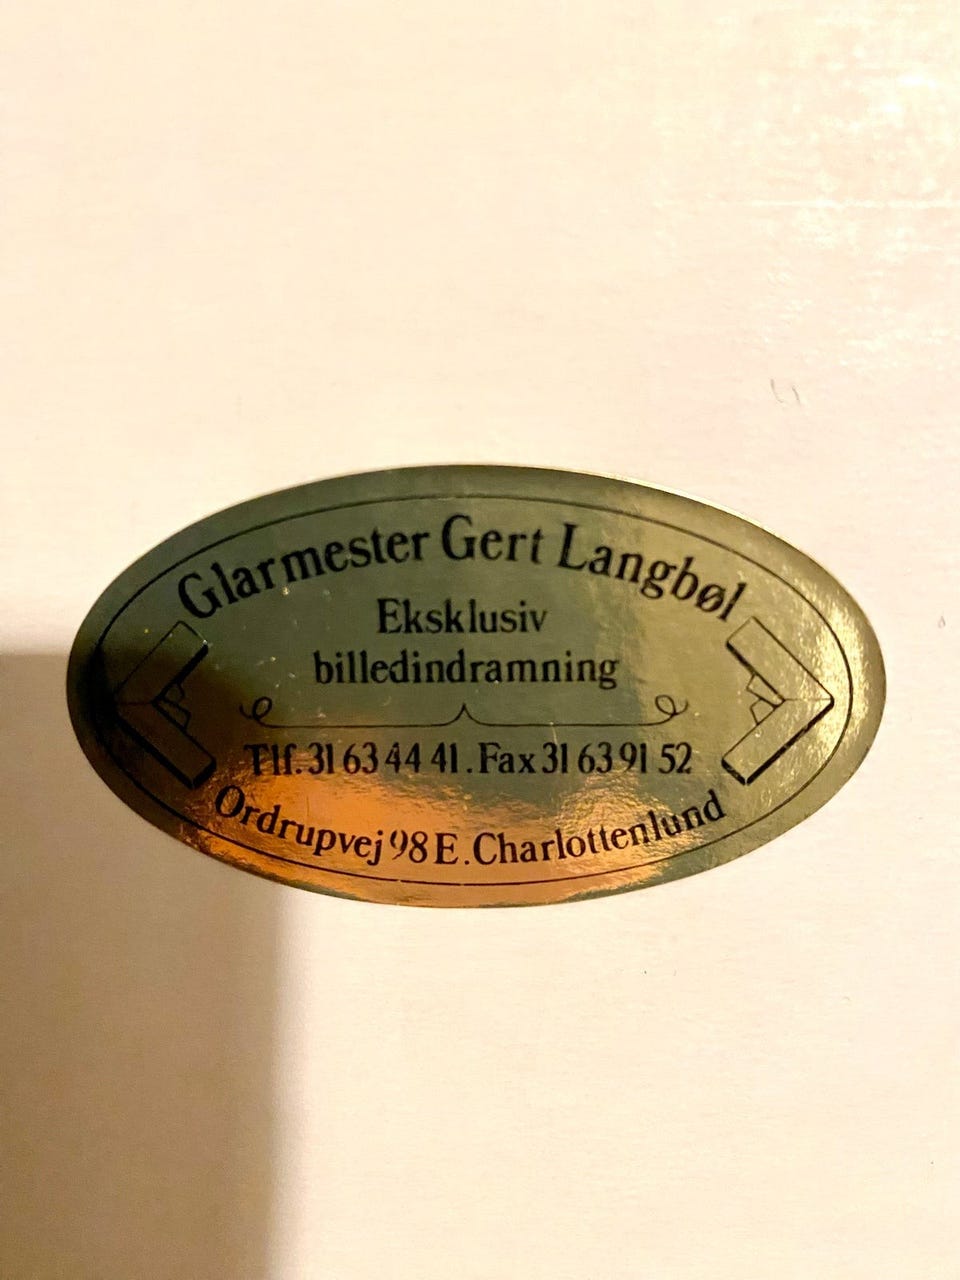 Glarmester Gert Langbøl
Eksklusiv
billedindramning
Tlf. 31 63 44 41 . Fax 31 63 91 52
Ordrupvej 98 E . Charlottenlund